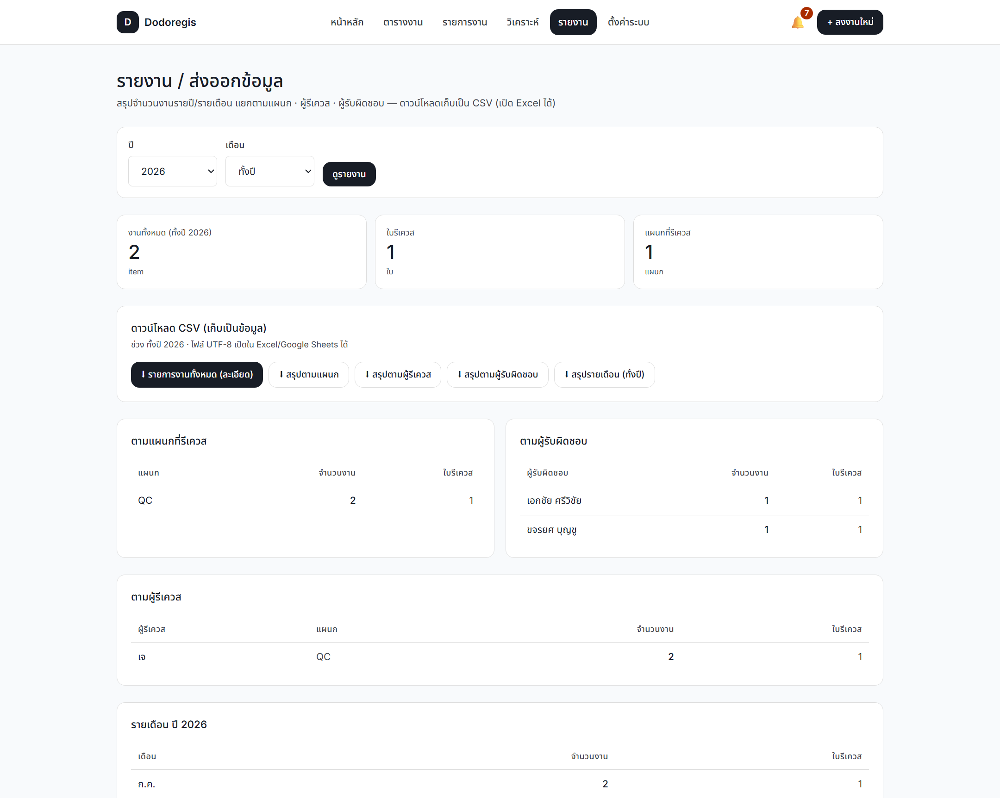 D Dodoregis หน้าหลัก ตารางงาน รายการงาน วิเคราะห์ รายงาน ตั้งค่าระบบ 7 + ลงงานใหม่
รายงาน / ส่งออกข้อมูล
สรุปจำนวนงานรายปี/รายเดือน แยกตามแผนก · ผู้รีเควส · ผู้รับผิดชอบ — ดาวน์โหลดเก็บเป็น CSV (เปิด Excel ได้)
ปี เดือน
2026 ทั้งปี ดูรายงาน
งานทั้งหมด (ทั้งปี 2026)
2
item
ใบรีเควส
1
ใบ
แผนกที่รีเควส
1
แผนก
ดาวน์โหลด CSV (เก็บเป็นข้อมูล)
ช่วง ทั้งปี 2026 · ไฟล์ UTF-8 เปิดใน Excel/Google Sheets ได้
⬇ รายการงานทั้งหมด (ละเอียด) ⬇ สรุปตามแผนก ⬇ สรุปตามผู้รีเควส ⬇ สรุปตามผู้รับผิดชอบ ⬇ สรุปรายเดือน (ทั้งปี)
ตามแผนกที่รีเควส
แผนก จำนวนงาน ใบรีเควส
QC 2 1
ตามผู้รับผิดชอบ
ผู้รับผิดชอบ จำนวนงาน ใบรีเควส
เอกชัย ศรีวิชัย 1 1
ขจรยศ บุญชู 1 1
ตามผู้รีเควส
ผู้รีเควส แผนก จำนวนงาน ใบรีเควส
เจ QC 2 1
รายเดือน ปี 2026
เดือน จำนวนงาน ใบรีเควส
ก.ค. 2 1